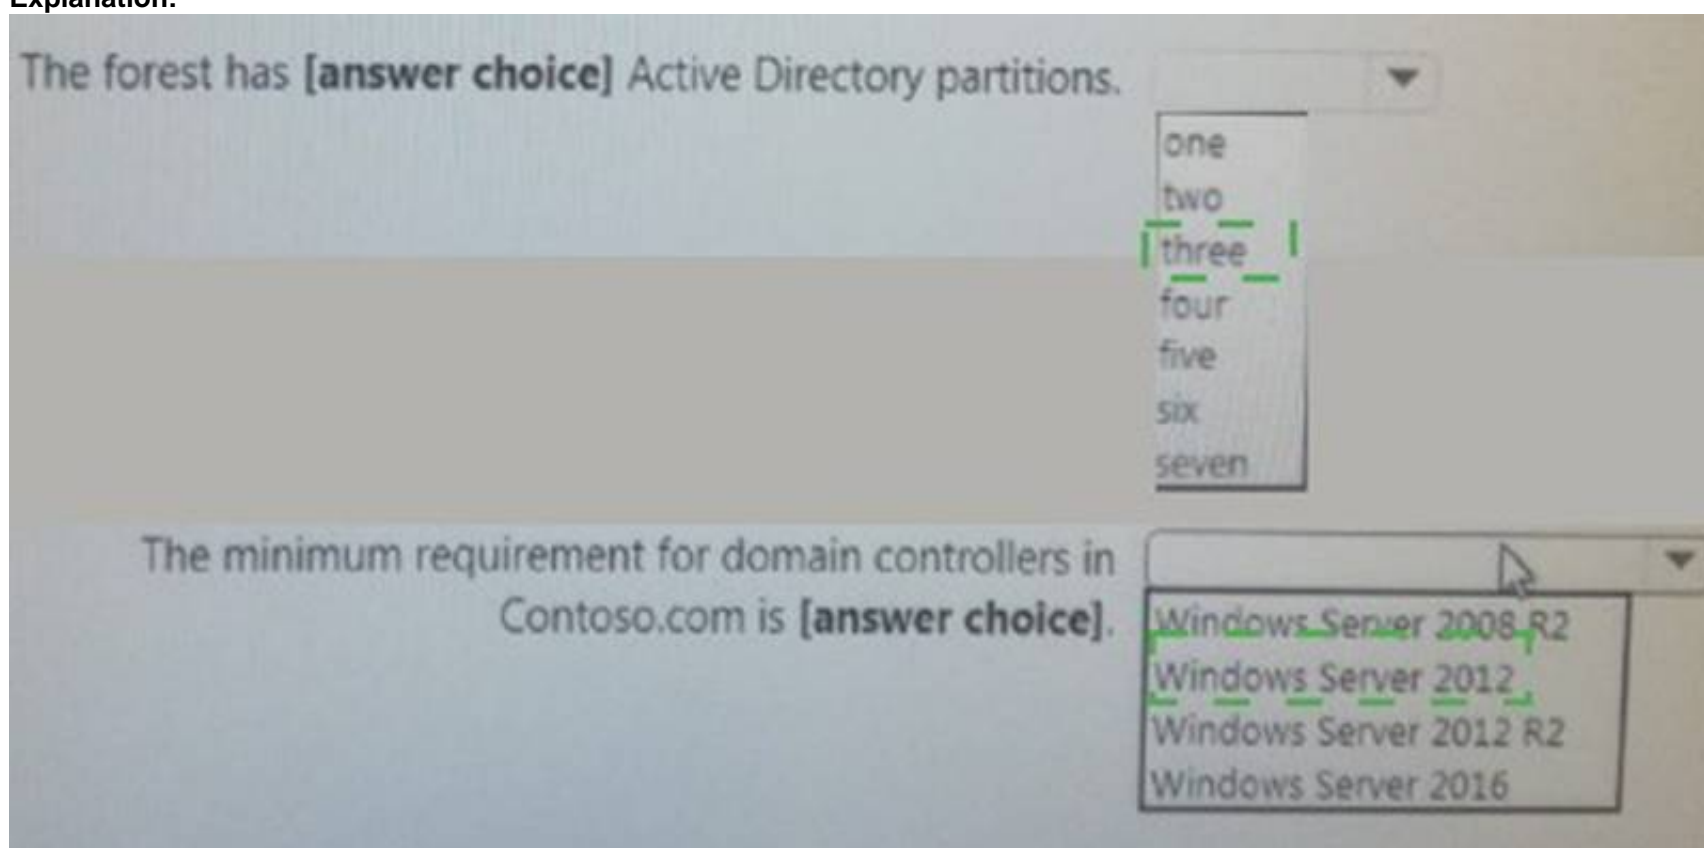 Explanation:
The forest has [answer choice] Active Directory partitions.
one
two
three
four
five
six
seven
The minimum requirement for domain controllers in
Contoso.com is [answer choice].
Windows Server 2008 R2
Windows Server 2012
Windows Server 2012 R2
Windows Server 2016